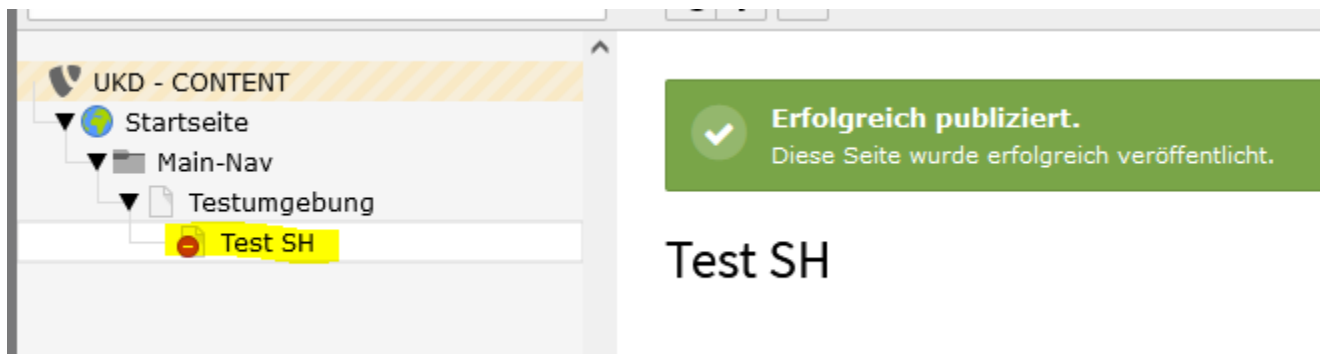 UKD - CONTENT
Startseite
Main-Nav
Testumgebung
Test SH
Erfolgreich publiziert.
Diese Seite wurde erfolgreich veröffentlicht.
Test SH